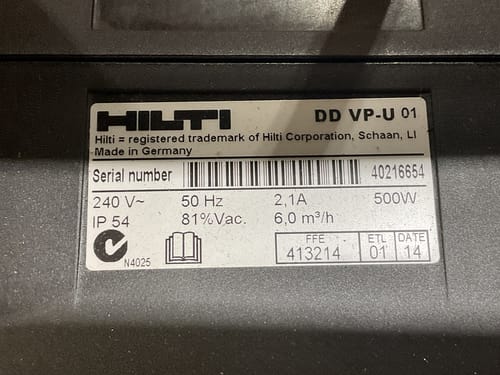 HILTI DD VP-U 01
Hilti = registered trademark of Hilti Corporation, Schaan, LI
Made in Germany
Serial number 40216654
240 V~ 50 Hz 2,1A 500W
IP 54 81%Vac. 6,0 m³/h
FFE ETL DATE
N4025 413214 01 14